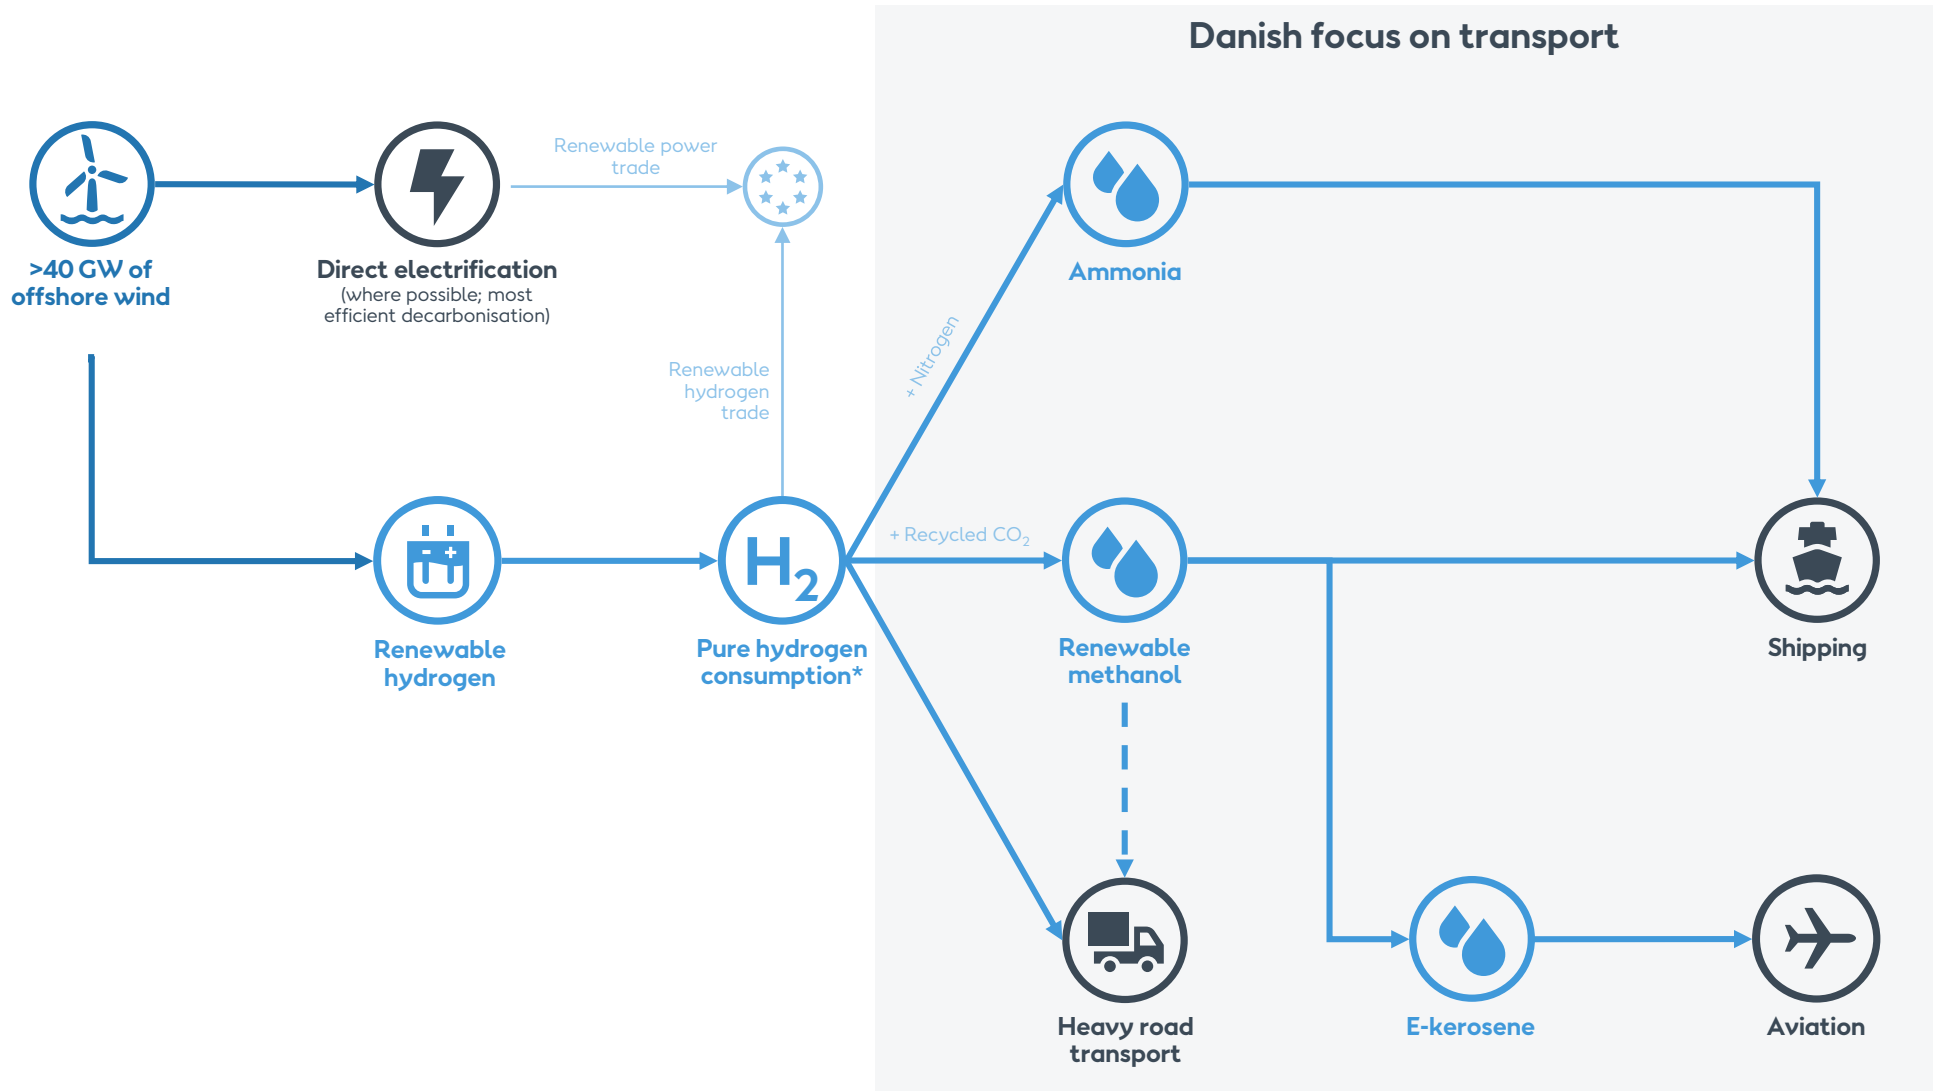 Danish focus on transport
>40 GW of
offshore wind
Direct electrification
(where possible; most
efficient decarbonisation)
Renewable power
trade
Renewable
hydrogen
trade
+ Nitrogen
Ammonia
+ Recycled CO₂
H₂
Renewable
hydrogen
Pure hydrogen
consumption*
Renewable
methanol
Shipping
Heavy road
transport
E-kerosene
Aviation